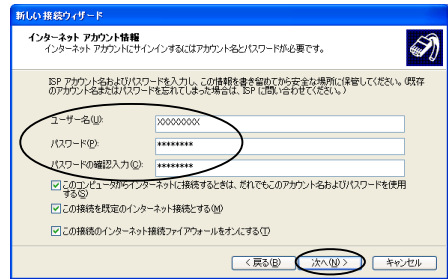 新しい接続ウィザード
インターネット アカウント情報
インターネット アカウントにサインインするにはアカウント名とパスワードが必要です。
ISP アカウント名およびパスワードを入力し、この情報を書き留めてから安全な場所に保管してください。(既存
のアカウント名またはパスワードを忘れてしまった場合は、ISP に問い合わせてください。)
ユーザー名(U):
XXXXXXXX
パスワード(P):
********
パスワードの確認入力(C):
********
このコンピュータからインターネットに接続するときは、だれでもこのアカウント名およびパスワードを使用
する(S)
この接続を既定のインターネット接続とする(M)
この接続のインターネット接続ファイアウォールをオンにする(T)
< 戻る(B)
次へ(N) >
キャンセル